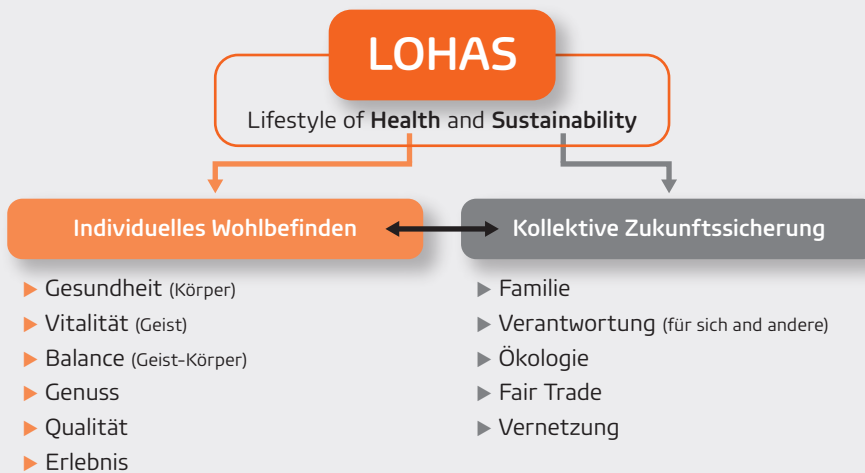 LOHAS
Lifestyle of Health and Sustainability
Individuelles Wohlbefinden
Gesundheit (Körper)
Vitalität (Geist)
Balance (Geist-Körper)
Genuss
Qualität
Erlebnis
Kollektive Zukunftssicherung
Familie
Verantwortung (für sich and andere)
Ökologie
Fair Trade
Vernetzung